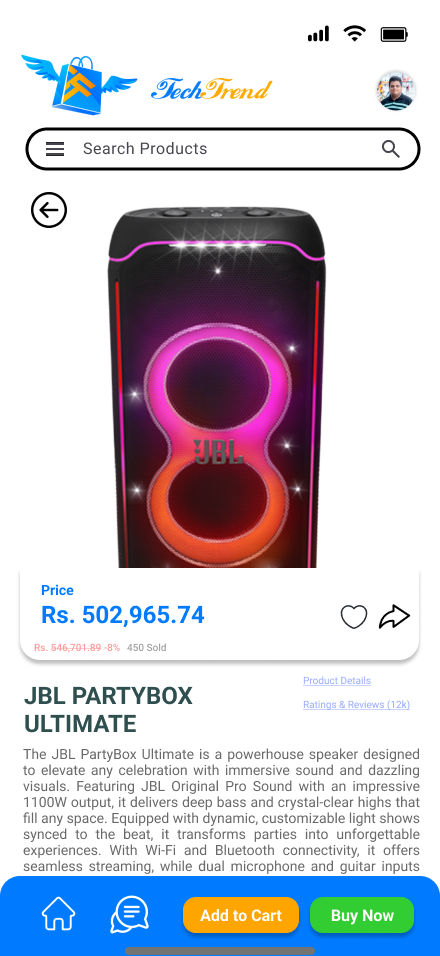 TechTrend
Search Products
JBL
Price
Rs. 502,965.74
Rs. 546,701.89 -8% 450 Sold
Product Details
JBL PARTYBOX
ULTIMATE
Ratings & Reviews (12k)
The JBL PartyBox Ultimate is a powerhouse speaker designed
to elevate any celebration with immersive sound and dazzling
visuals. Featuring JBL Original Pro Sound with an impressive
1100W output, it delivers deep bass and crystal-clear highs that
fill any space. Equipped with dynamic, customizable light shows
synced to the beat, it transforms parties into unforgettable
experiences. With Wi-Fi and Bluetooth connectivity, it offers
seamless streaming, while dual microphone and guitar inputs
Add to Cart
Buy Now